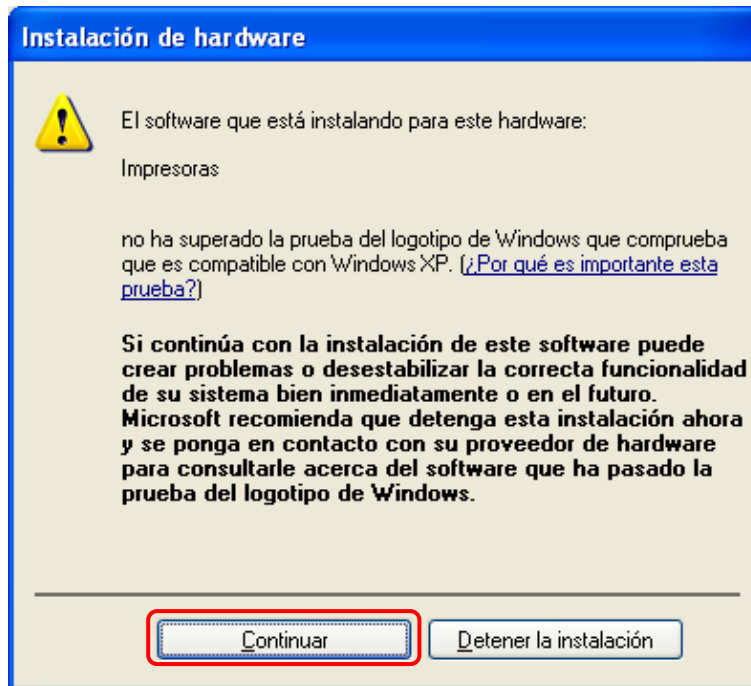 Instalación de hardware
El software que está instalando para este hardware:
Impresoras
no ha superado la prueba del logotipo de Windows que comprueba
que es compatible con Windows XP. (¿Por qué es importante esta
prueba?)
Si continúa con la instalación de este software puede
crear problemas o desestabilizar la correcta funcionalidad
de su sistema bien inmediatamente o en el futuro.
Microsoft recomienda que detenga esta instalación ahora
y se ponga en contacto con su proveedor de hardware
para consultarle acerca del software que ha pasado la
prueba del logotipo de Windows.
Continuar Detener la instalación